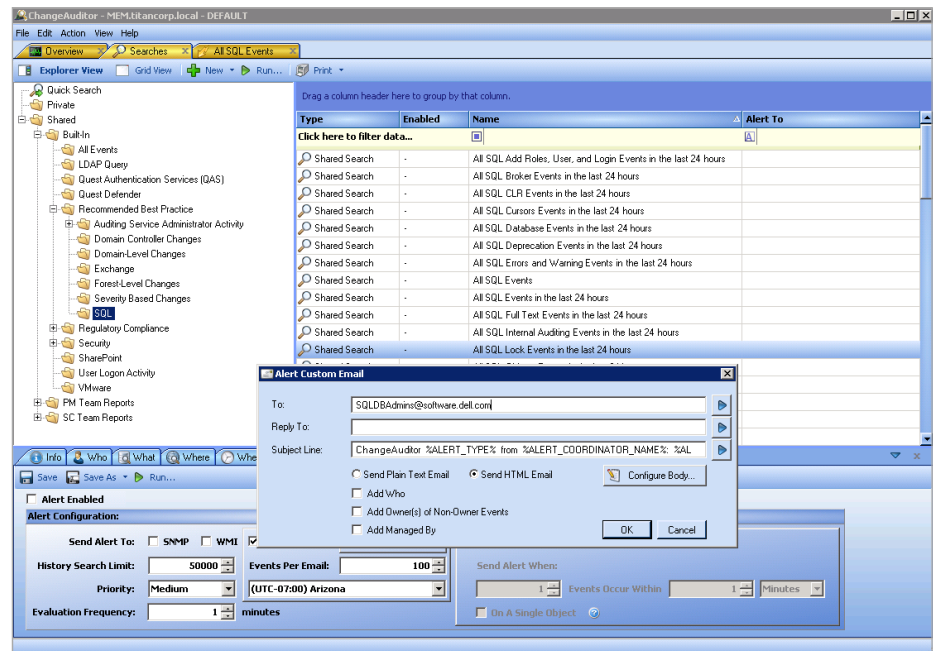 ChangeAuditor - MEM.titancorp.local - DEFAULT
File Edit Action View Help
Overview Searches All SQL Events
Explorer View Grid View New Run... Print
Quick Search
Private
Shared
Built-In
All Events
LDAP Query
Quest Authentication Services (QAS)
Quest Defender
Recommended Best Practice
Auditing Service Administrator Activity
Domain Controller Changes
Domain-Level Changes
Exchange
Forest-Level Changes
Severity Based Changes
SQL
Regulatory Compliance
Security
SharePoint
User Logon Activity
VMware
PM Team Reports
SC Team Reports
Drag a column header here to group by that column.
Type Enabled Name Alert To
Click here to filter data...
Shared Search - All SQL Add Roles, User, and Login Events in the last 24 hours
Shared Search - All SQL Broker Events in the last 24 hours
Shared Search - All SQL CLR Events in the last 24 hours
Shared Search - All SQL Cursors Events in the last 24 hours
Shared Search - All SQL Database Events in the last 24 hours
Shared Search - All SQL Deprecation Events in the last 24 hours
Shared Search - All SQL Errors and Warning Events in the last 24 hours
Shared Search - All SQL Events
Shared Search - All SQL Events in the last 24 hours
Shared Search - All SQL Full Text Events in the last 24 hours
Shared Search - All SQL Internal Auditing Events in the last 24 hours
Shared Search - All SQL Lock Events in the last 24 hours
Alert Custom Email
To: SQLDBAdmins@software.dell.com
Reply To:
Subject Line: ChangeAuditor %ALERT_TYPE% from %ALERT_COORDINATOR_NAME%: %AL
Send Plain Text Email Send HTML Email Configure Body...
Add Who
Add Owner(s) of Non-Owner Events
Add Managed By
OK Cancel
Info Who What Where Whe
Save Save As Run...
Alert Enabled
Alert Configuration:
Send Alert To: SNMP WMI
History Search Limit: 50000 Events Per Email: 100
Priority: Medium (UTC-07:00) Arizona
Evaluation Frequency: 1 minutes
Send Alert When:
1 Events Occur Within 1 Minutes
On A Single Object